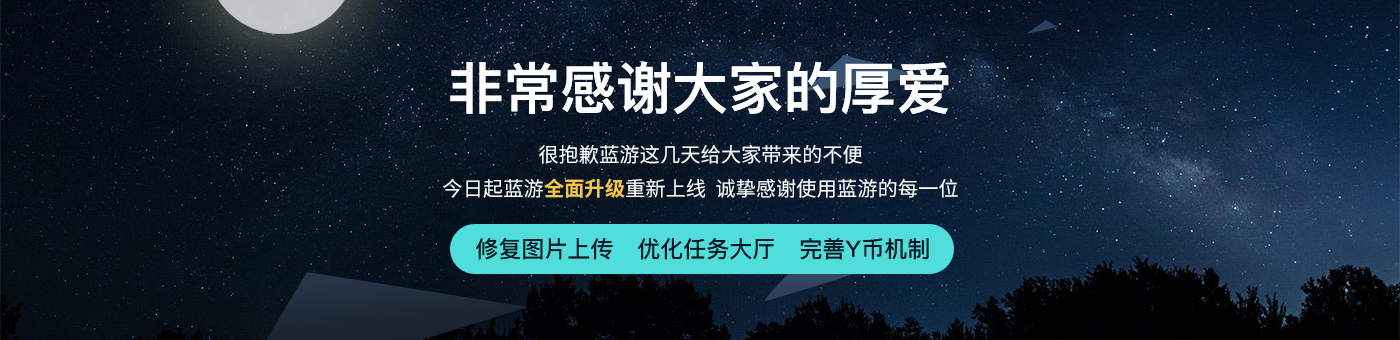 非常感谢大家的厚爱
很抱歉蓝游这几天给大家带来的不便
今日起蓝游全面升级重新上线 诚挚感谢使用蓝游的每一位
修复图片上传 优化任务大厅 完善Y币机制